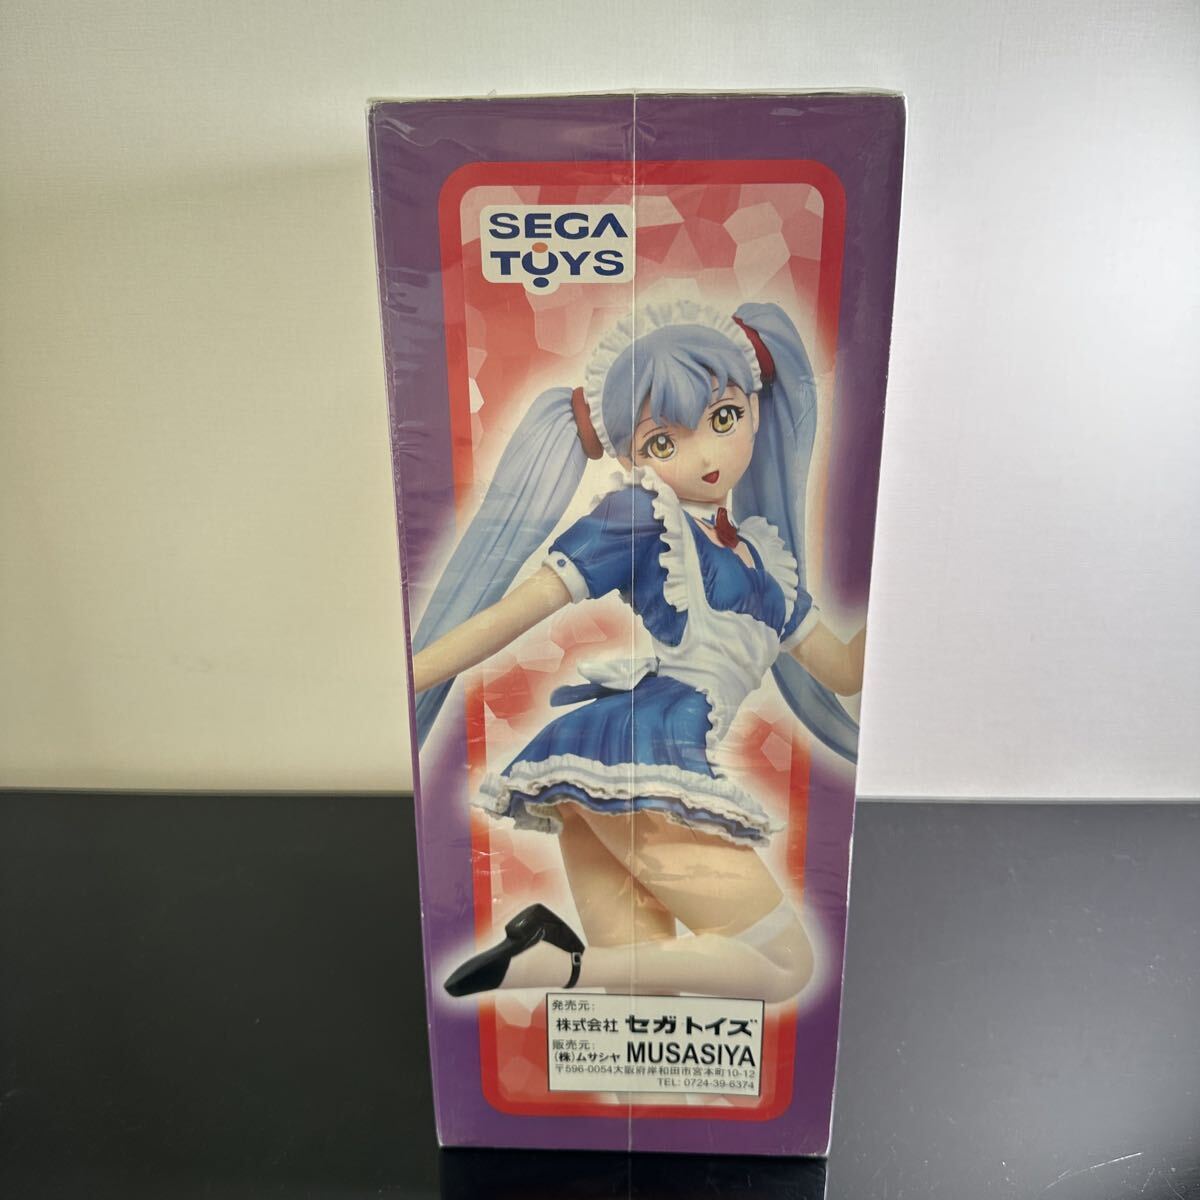 SEGA
TOYS
発売元:
株式会社 セガ トイズ
販売元:
(株)ムサシヤ MUSASIYA
〒596-0054大阪府岸和田市宮本町10-12
TEL: 0724-39-6374